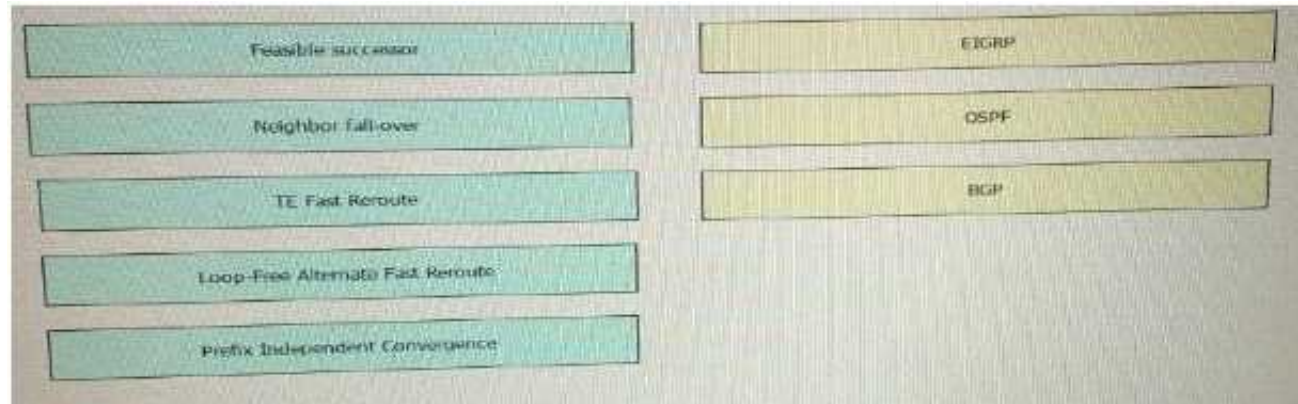 Feasible successor
Neighbor fall-over
TE Fast Reroute
Loop-Free Alternate Fast Reroute
Prefix Independent Convergence
EIGRP
OSPF
BGP